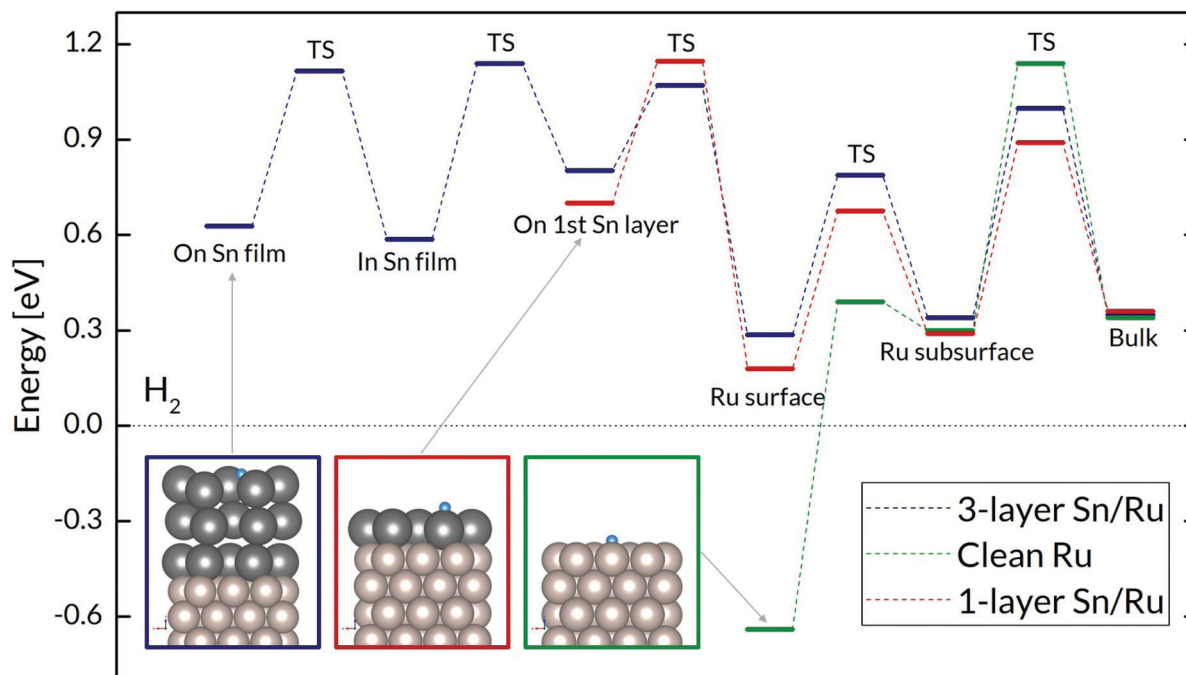 1.2
0.9
0.6
0.3
0.0
-0.3
-0.6
Energy [eV]
TS
TS
TS
TS
TS
On Sn film
In Sn film
On 1st Sn layer
Ru surface
Ru subsurface
Bulk
H₂
3-layer Sn/Ru
Clean Ru
1-layer Sn/Ru